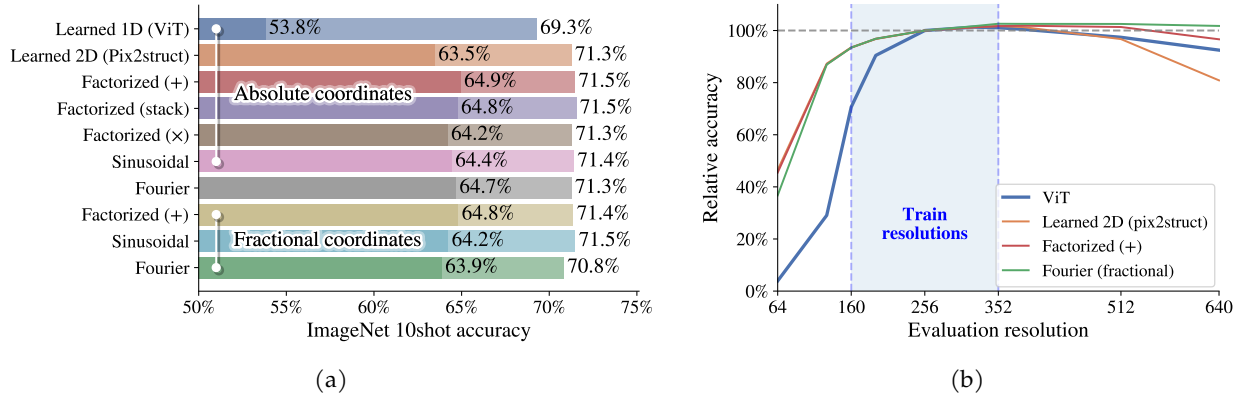 Learned 1D (ViT) 53.8% 69.3%
Learned 2D (Pix2struct) 63.5% 71.3%
Factorized (+) 64.9% 71.5%
Absolute coordinates
Factorized (stack) 64.8% 71.5%
Factorized (×) 64.2% 71.3%
Sinusoidal 64.4% 71.4%
Fourier 64.7% 71.3%
Factorized (+) 64.8% 71.4%
Sinusoidal Fractional coordinates 64.2% 71.5%
Fourier 63.9% 70.8%
50% 55% 60% 65% 70% 75%
ImageNet 10shot accuracy
(a)
Relative accuracy
100%
80%
60%
40%
20%
0%
Train
resolutions
ViT
Learned 2D (pix2struct)
Factorized (+)
Fourier (fractional)
64 160 256 352 512 640
Evaluation resolution
(b)